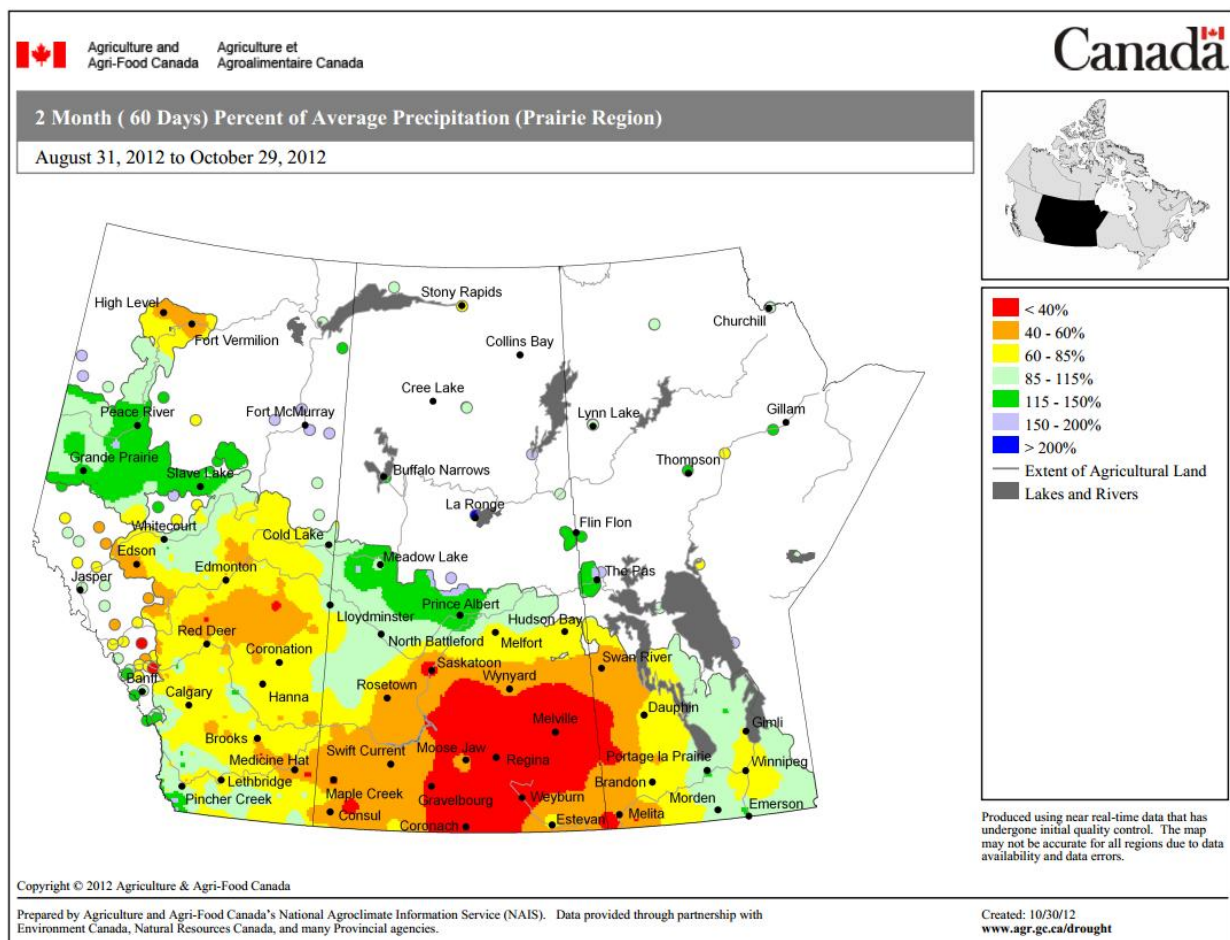 Agriculture and
Agri-Food Canada
Agriculture et
Agroalimentaire Canada
Canada
2 Month ( 60 Days) Percent of Average Precipitation (Prairie Region)
August 31, 2012 to October 29, 2012
High Level
Fort Vermilion
Stony Rapids
Churchill
Collins Bay
Cree Lake
Peace River
Fort McMurray
Lynn Lake
Gillam
Grande Prairie
Slave Lake
Buffalo Narrows
Thompson
La Ronge
Whitecourt
Cold Lake
Flin Flon
Edson
Meadow Lake
Jasper
Edmonton
The Pas
Lloydminster
Prince Albert
Red Deer
North Battleford
Melfort
Hudson Bay
Coronation
Saskatoon
Swan River
Banff
Calgary
Hanna
Rosetown
Wynyard
Dauphin
Melville
Gimli
Brooks
Swift Current
Moose Jaw
Regina
Portage la Prairie
Winnipeg
Medicine Hat
Lethbridge
Pincher Creek
Maple Creek
Gravelbourg
Weyburn
Brandon
Morden
Emerson
Consul
Coronach
Estevan
Melita
< 40%
40 - 60%
60 - 85%
85 - 115%
115 - 150%
150 - 200%
> 200%
Extent of Agricultural Land
Lakes and Rivers
Produced using near real-time data that has
undergone initial quality control. The map
may not be accurate for all regions due to data
availability and data errors.
Copyright © 2012 Agriculture & Agri-Food Canada
Prepared by Agriculture and Agri-Food Canada's National Agroclimate Information Service (NAIS). Data provided through partnership with
Environment Canada, Natural Resources Canada, and many Provincial agencies.
Created: 10/30/12
www.agr.gc.ca/drought